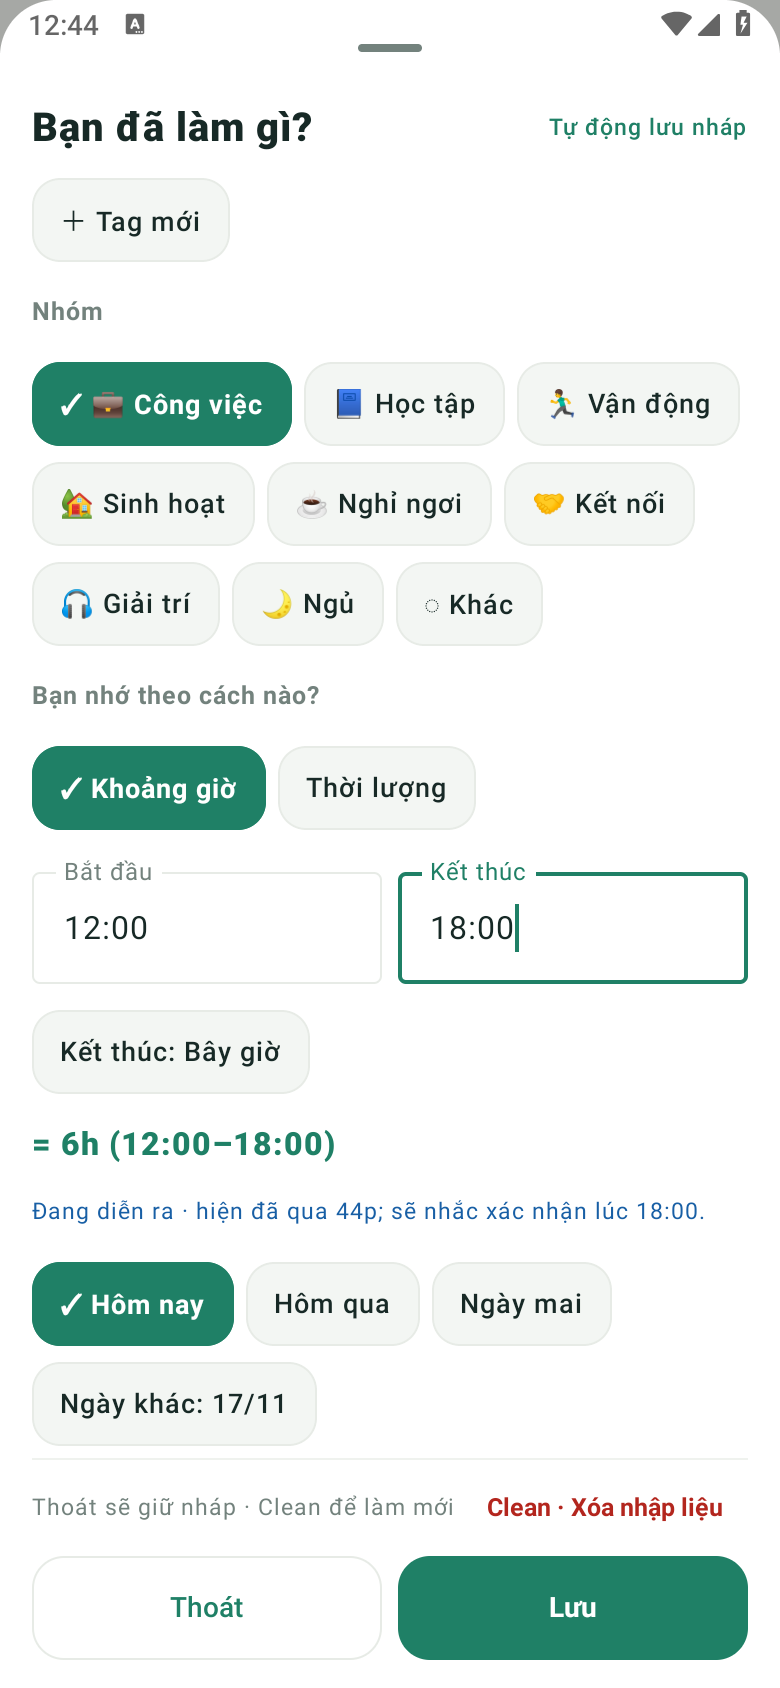 12:44
Bạn đã làm gì?
Tự động lưu nháp
+ Tag mới
Nhóm
✓ 💼 Công việc
📘 Học tập
🏃‍♂️ Vận động
🏡 Sinh hoạt
☕ Nghỉ ngơi
🤝 Kết nối
🎧 Giải trí
🌙 Ngủ
◌ Khác
Bạn nhớ theo cách nào?
✓ Khoảng giờ
Thời lượng
Bắt đầu
12:00
Kết thúc
18:00
Kết thúc: Bây giờ
= 6h (12:00–18:00)
Đang diễn ra · hiện đã qua 44p; sẽ nhắc xác nhận lúc 18:00.
✓ Hôm nay
Hôm qua
Ngày mai
Ngày khác: 17/11
Thoát sẽ giữ nháp · Clean để làm mới
Clean · Xóa nhập liệu
Thoát
Lưu